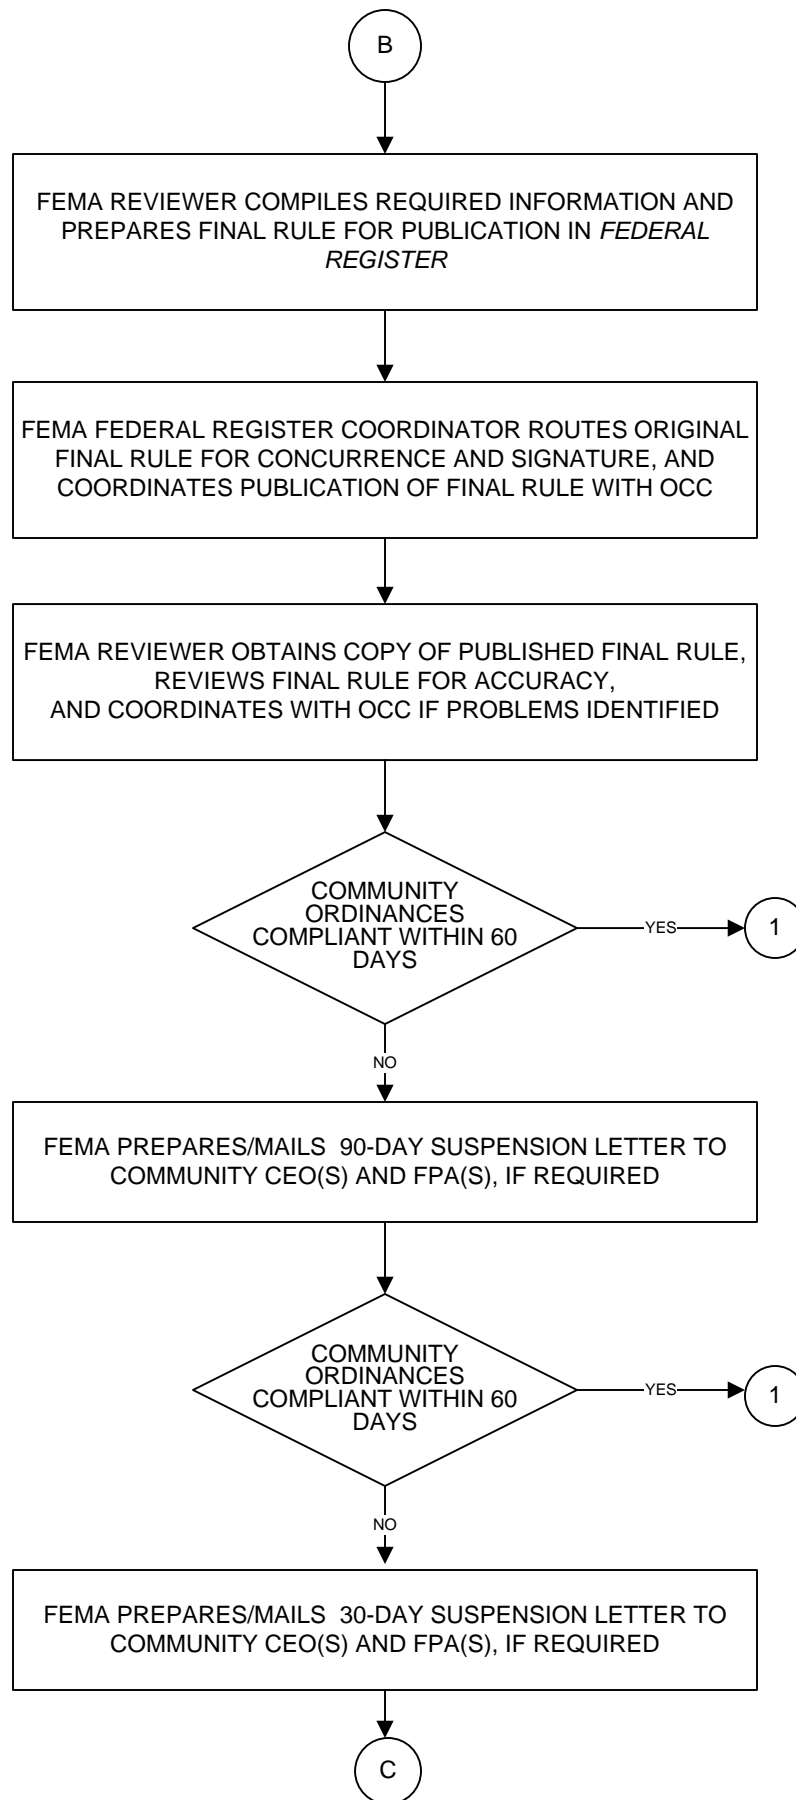 B
FEMA REVIEWER COMPILES REQUIRED INFORMATION AND
PREPARES FINAL RULE FOR PUBLICATION IN FEDERAL
REGISTER
FEMA FEDERAL REGISTER COORDINATOR ROUTES ORIGINAL
FINAL RULE FOR CONCURRENCE AND SIGNATURE, AND
COORDINATES PUBLICATION OF FINAL RULE WITH OCC
FEMA REVIEWER OBTAINS COPY OF PUBLISHED FINAL RULE,
REVIEWS FINAL RULE FOR ACCURACY,
AND COORDINATES WITH OCC IF PROBLEMS IDENTIFIED
COMMUNITY
ORDINANCES
COMPLIANT WITHIN 60
DAYS
YES
1
NO
FEMA PREPARES/MAILS 90-DAY SUSPENSION LETTER TO
COMMUNITY CEO(S) AND FPA(S), IF REQUIRED
COMMUNITY
ORDINANCES
COMPLIANT WITHIN 60
DAYS
YES
1
NO
FEMA PREPARES/MAILS 30-DAY SUSPENSION LETTER TO
COMMUNITY CEO(S) AND FPA(S), IF REQUIRED
C